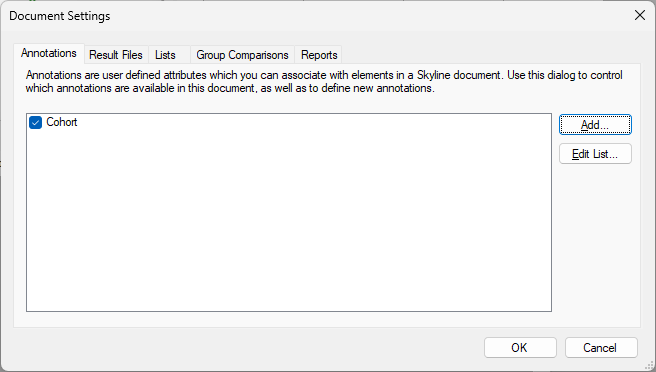 Document Settings
Annotations Result Files Lists Group Comparisons Reports
Annotations are user defined attributes which you can associate with elements in a Skyline document. Use this dialog to control
which annotations are available in this document, as well as to define new annotations.
Cohort
Add...
Edit List...
OK Cancel